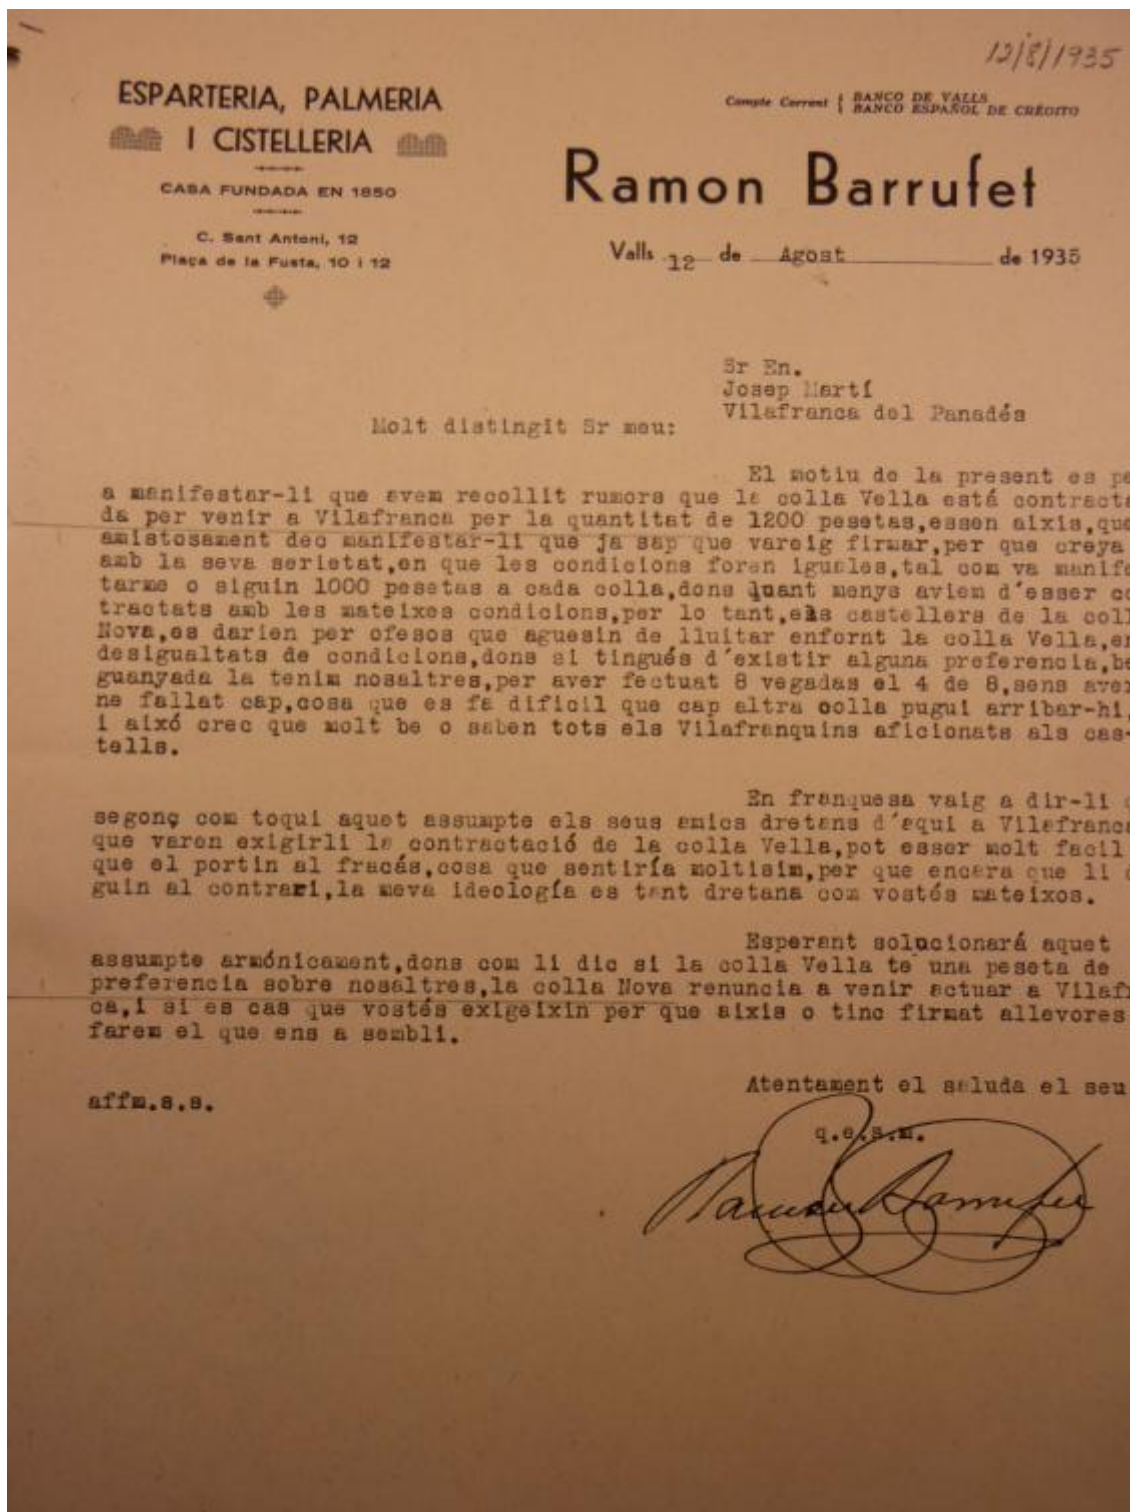 12/8/1935
ESPARTERIA, PALMERIA
I CISTELLERIA
CASA FUNDADA EN 1850
C. Sant Antoni, 12
Plaça de la Fusta, 10 i 12
Compte Corrent { BANCO DE VALLS
BANCO ESPAÑOL DE CRÉDITO
Ramon Barrufet
Valls 12 de Agost de 1935
Sr En.
Josep Martí
Vilafranca del Panadés
Molt distingit Sr meu:
El motiu de la present es pe
a manifestar-li que avem recollit rumors que la colla Vella está contracta
da per venir a Vilafranca per la quantitat de 1200 pesetas,essen aixis,que
amistosament dec manifestar-li que ja sap que vareig firmar,per que creya
amb la seva serietat,en que les condicions foren iguales,tal com va manife
tarme o siguin 1000 pesetas a cada colla,dons quant menys aviem d'esser co
tractats amb les mateixes condicions,per lo tant,els castellers de la coll
Nova,es darien per ofesos que aguesin de lluitar enfornt la colla Vella,en
desigualtats de condicions,dons si tingués d'existir alguna preferencia,be
guanyada la tenim nosaltres,per aver fectuat 8 vegadas el 4 de 8,sens aver
ne fallat cap,cosa que es fa dificil que cap altra colla pugui arribar-hi,
i aixó crec que molt be o saben tots els Vilafranquins aficionats als cas-
tells.
En franquesa vaig a dir-li
segonç com toqui aquet assumpte els seus amics dretans d'aqui a Vilafranca
que varen exigirli la contractació de la colla Vella,pot esser molt facil
que el portin al fracás,cosa que sentiría moltisim,per que encara que li d
guin al contrari,la meva ideología es tant dretana com vostés mateixos.
Esperant solucionará aquet
assumpte armónicament,dons com li dic si la colla Vella te una peseta de
preferencia sobre nosaltres,la colla Nova renuncia a venir actuar a Vilaf
ca,i si es cas que vostés exigeixin per que aixis o tinc firmat allevores
farem el que ens a sembli.
Atentament el saluda el seu
affm.s.s.
q.e.s.m.
Ramon Barrufet